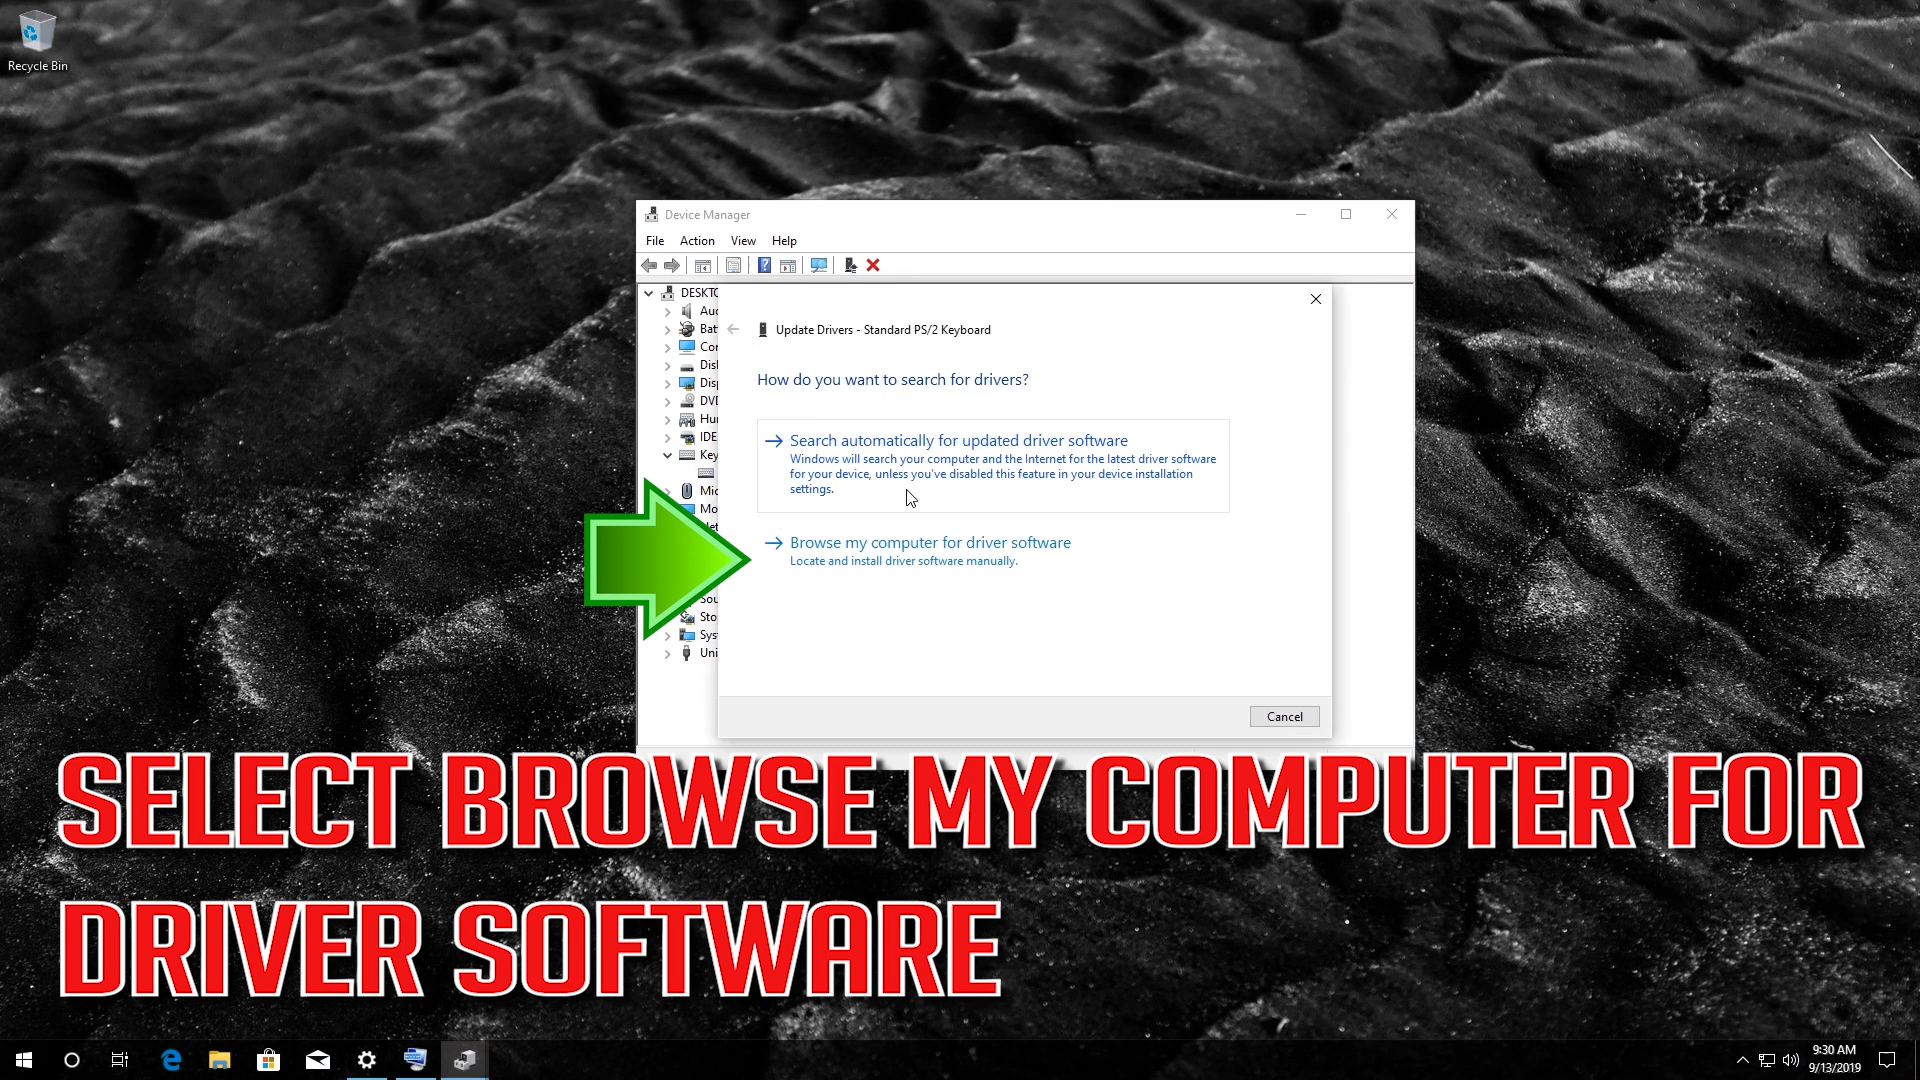 Recycle Bin
Device Manager
File Action View Help
Update Drivers - Standard PS/2 Keyboard
How do you want to search for drivers?
Search automatically for updated driver software
Windows will search your computer and the Internet for the latest driver software
for your device, unless you've disabled this feature in your device installation
settings.
Browse my computer for driver software
Locate and install driver software manually.
Cancel
SELECT BROWSE MY COMPUTER FOR
DRIVER SOFTWARE
9:30 AM
9/13/2019